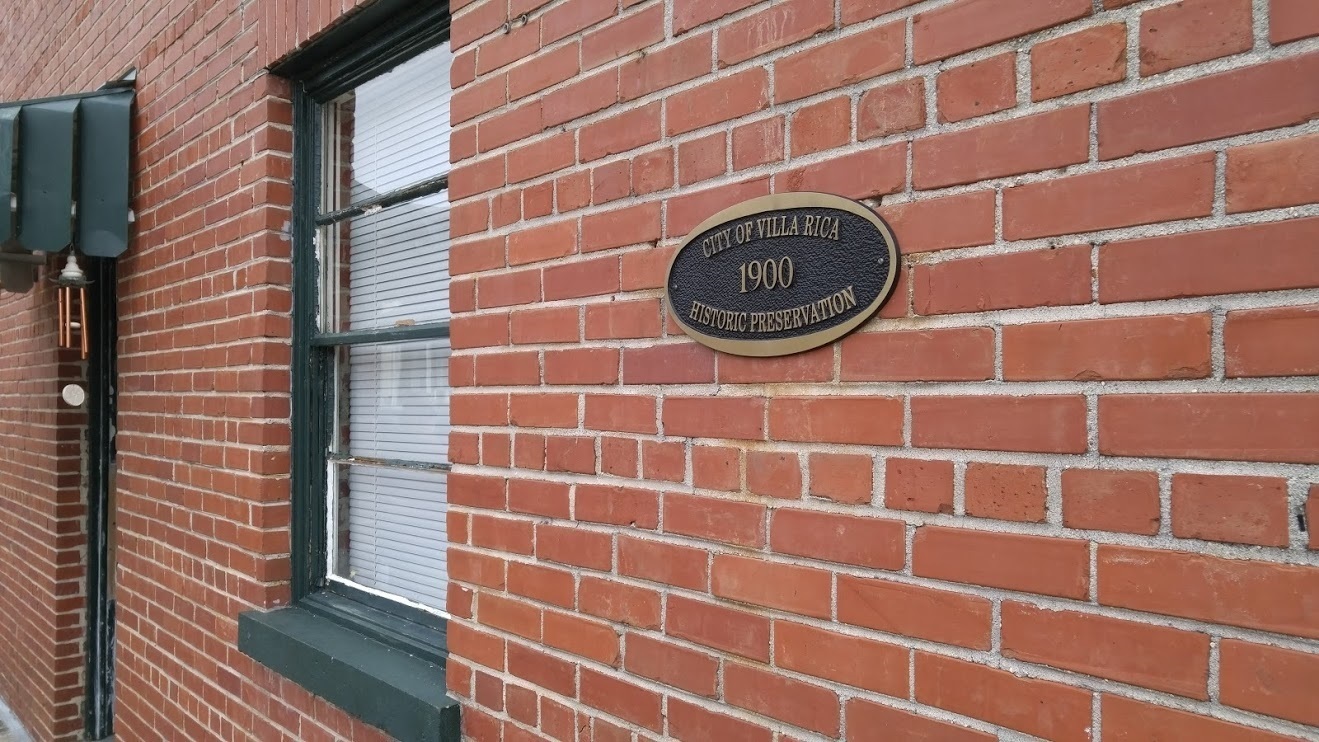 CITY OF VILLA RICA
1900
HISTORIC PRESERVATION